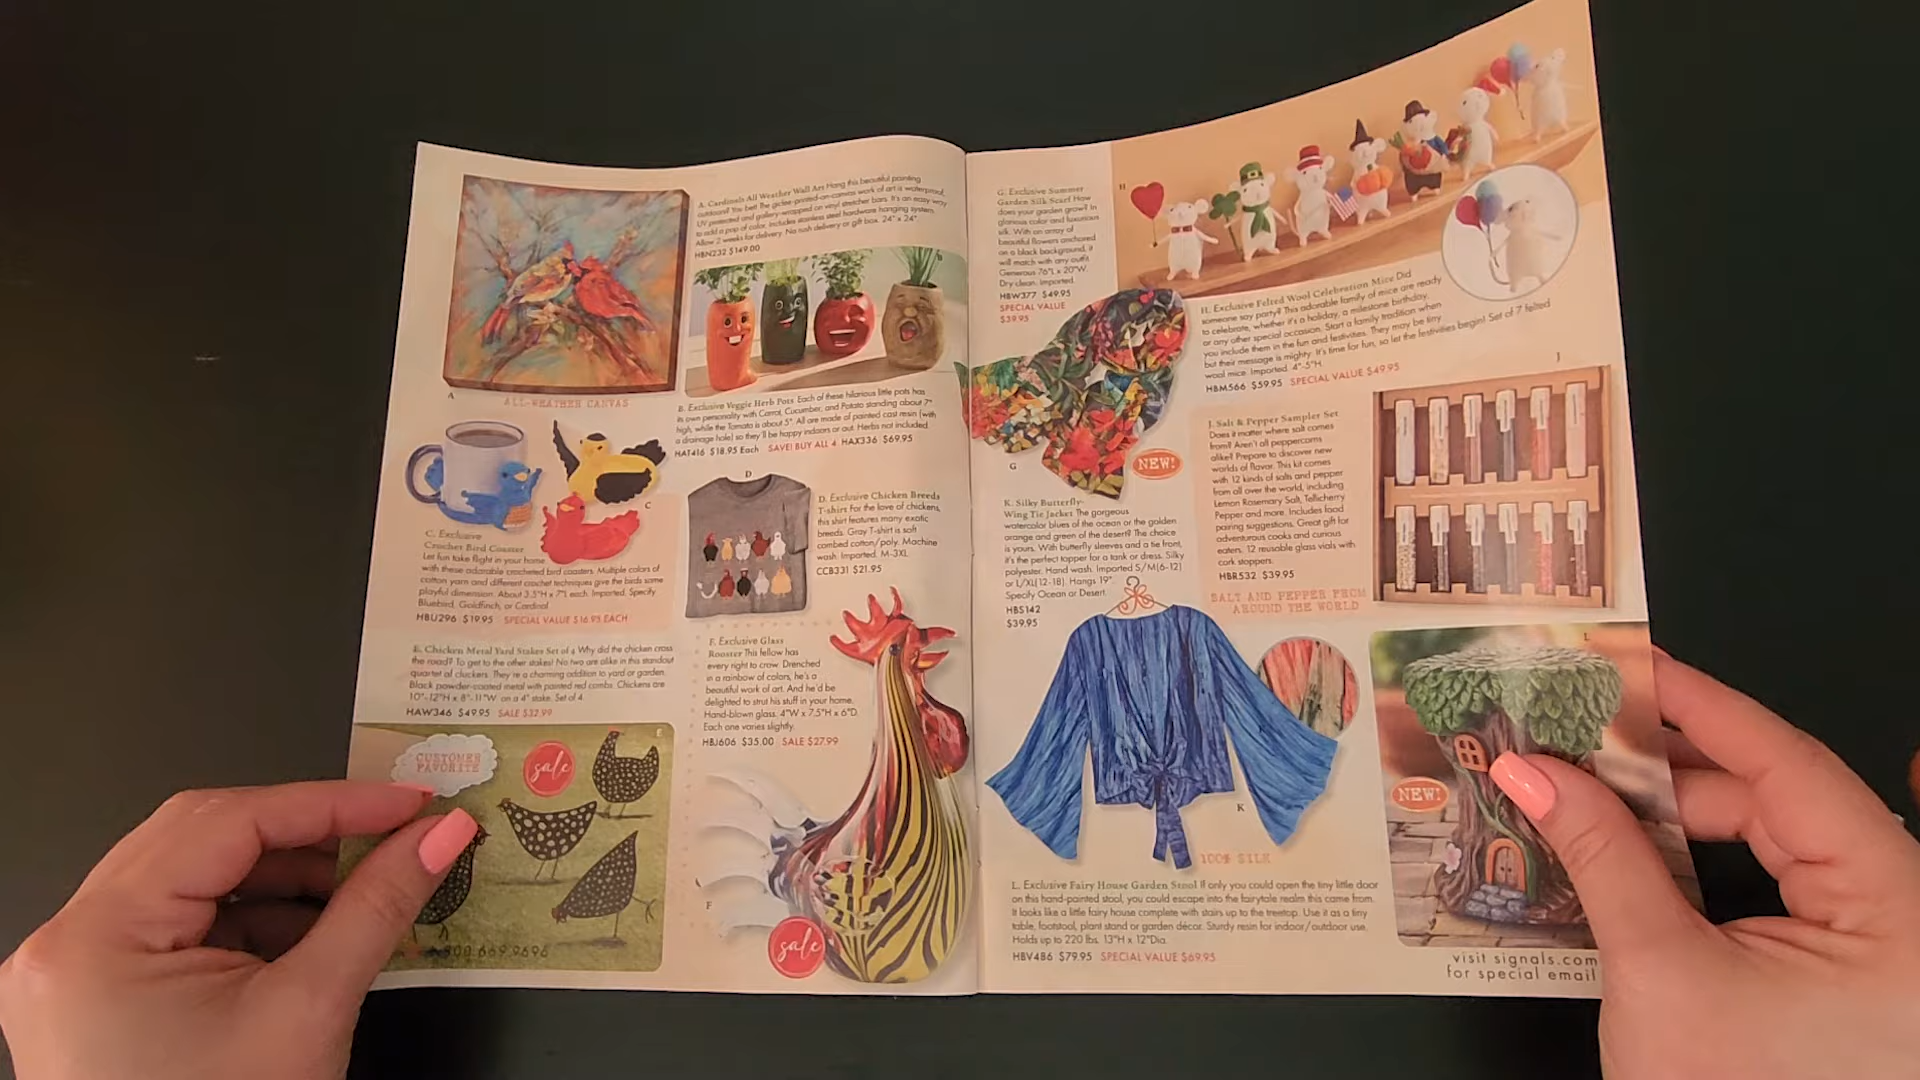 A. Cardinals All Weather Wall Art Hang this beautiful painting
outdoors? You bet! The giclee-printed-on-canvas work of art is waterproof,
UV protected and gallery-wrapped on vinyl stretcher bars. It's an easy way
to add a pop of color. Includes stainless steel hardware hanging system.
Allow 2 weeks for delivery. No rush delivery or gift box. 24" x 24"
HBN232 $149.00
A
ALL-WEATHER CANVAS
B
B. Exclusive Veggie Herb Pots Each of these hilarious little pots has
its own personality with Carrot, Cucumber, and Potato standing about 7"
high, while the Tomato is about 5". All are made of painted cast resin (with
a drainage hole) so they'll be happy indoors or out. Herbs not included.
HAT416 $18.95 Each SAVE! BUY ALL 4 HAX336 $69.95
C
C. Exclusive
Crochet Bird Coaster
Let fun take flight in your home
with these adorable crocheted bird coasters. Multiple colors of
cotton yarn and different crochet techniques give the birds some
playful dimension. About 3.5"H x 7"L each. Imported. Specify
Bluebird, Goldfinch, or Cardinal
HBU296 $19.95 SPECIAL VALUE $16.95 EACH
D
D. Exclusive Chicken Breeds
T-shirt For the love of chickens,
this shirt features many exotic
breeds. Gray T-shirt is soft
combed cotton/poly. Machine
wash. Imported. M-3XL.
CCB331 $21.95
E. Chicken Metal Yard Stakes Set of 4 Why did the chicken cross
the road? To get to the other stakes! No two are alike in this standout
quartet of cluckers. They're a charming addition to yard or garden.
Black powder-coated metal with painted red combs. Chickens are
10"-12"H x 8"-11"W. on a 4" stake. Set of 4.
HAW346 $49.95 SALE $32.99
CUSTOMER
FAVORITE
sale
E
800.669.9696
F. Exclusive Glass
Rooster This fellow has
every right to crow. Drenched
in a rainbow of colors, he's a
beautiful work of art. And he'd be
delighted to strut his stuff in your home.
Hand-blown glass. 4"W x 7.5"H x 6"D.
Each one varies slightly.
HBJ606 $35.00 SALE $27.99
F
sale
G. Exclusive Summer
Garden Silk Scarf How
does your garden grow? In
glorious color and luxurious
silk. With an array of
beautiful flowers anchored
on a black background, it
will match with any outfit.
Generous 76"L x 20"W.
Dry clean. Imported.
HBW377 $49.95
SPECIAL VALUE
$39.95
G
NEW!
H
H. Exclusive Felted Wool Celebration Mice Did
someone say party? This adorable family of mice are ready
to celebrate, whether it's a holiday, a milestone birthday,
or any other special occasion. Start a family tradition when
you include them in the fun and festivities. They may be tiny
but their message is mighty. It's time for fun, so let the festivities begin! Set of 7 felted
wool mice. Imported. 4"-5"H.
HBM566 $59.95 SPECIAL VALUE $49.95
J
J. Salt & Pepper Sampler Set
Does it matter where salt comes
from? Aren't all peppercorns
alike? Prepare to discover new
worlds of flavor. This kit comes
with 12 kinds of salts and pepper
from all over the world, including
Lemon Rosemary Salt, Tellicherry
Pepper and more. Includes food
pairing suggestions. Great gift for
adventurous cooks and curious
eaters. 12 reusable glass vials with
cork stoppers.
HBR532 $39.95
SALT AND PEPPER FROM
AROUND THE WORLD
K. Silky Butterfly-
Wing Tie Jacket The gorgeous
watercolor blues of the ocean or the golden
orange and green of the desert? The choice
is yours. With butterfly sleeves and a tie front,
it's the perfect topper for a tank or dress. Silky
polyester. Hand wash. Imported. S/M(6-12)
or L/XL(12-18). Hangs 19".
Specify Ocean or Desert.
HBS142
$39.95
K
100% SILK
L
NEW!
L. Exclusive Fairy House Garden Stool If only you could open the tiny little door
on this hand-painted stool, you could escape into the fairytale realm this came from.
It looks like a little fairy house complete with stairs up to the treetop. Use it as a tiny
table, footstool, plant stand or garden décor. Sturdy resin for indoor/outdoor use.
Holds up to 220 lbs. 13"H x 12"Dia.
HBV486 $79.95 SPECIAL VALUE $69.95
visit signals.com
for special email